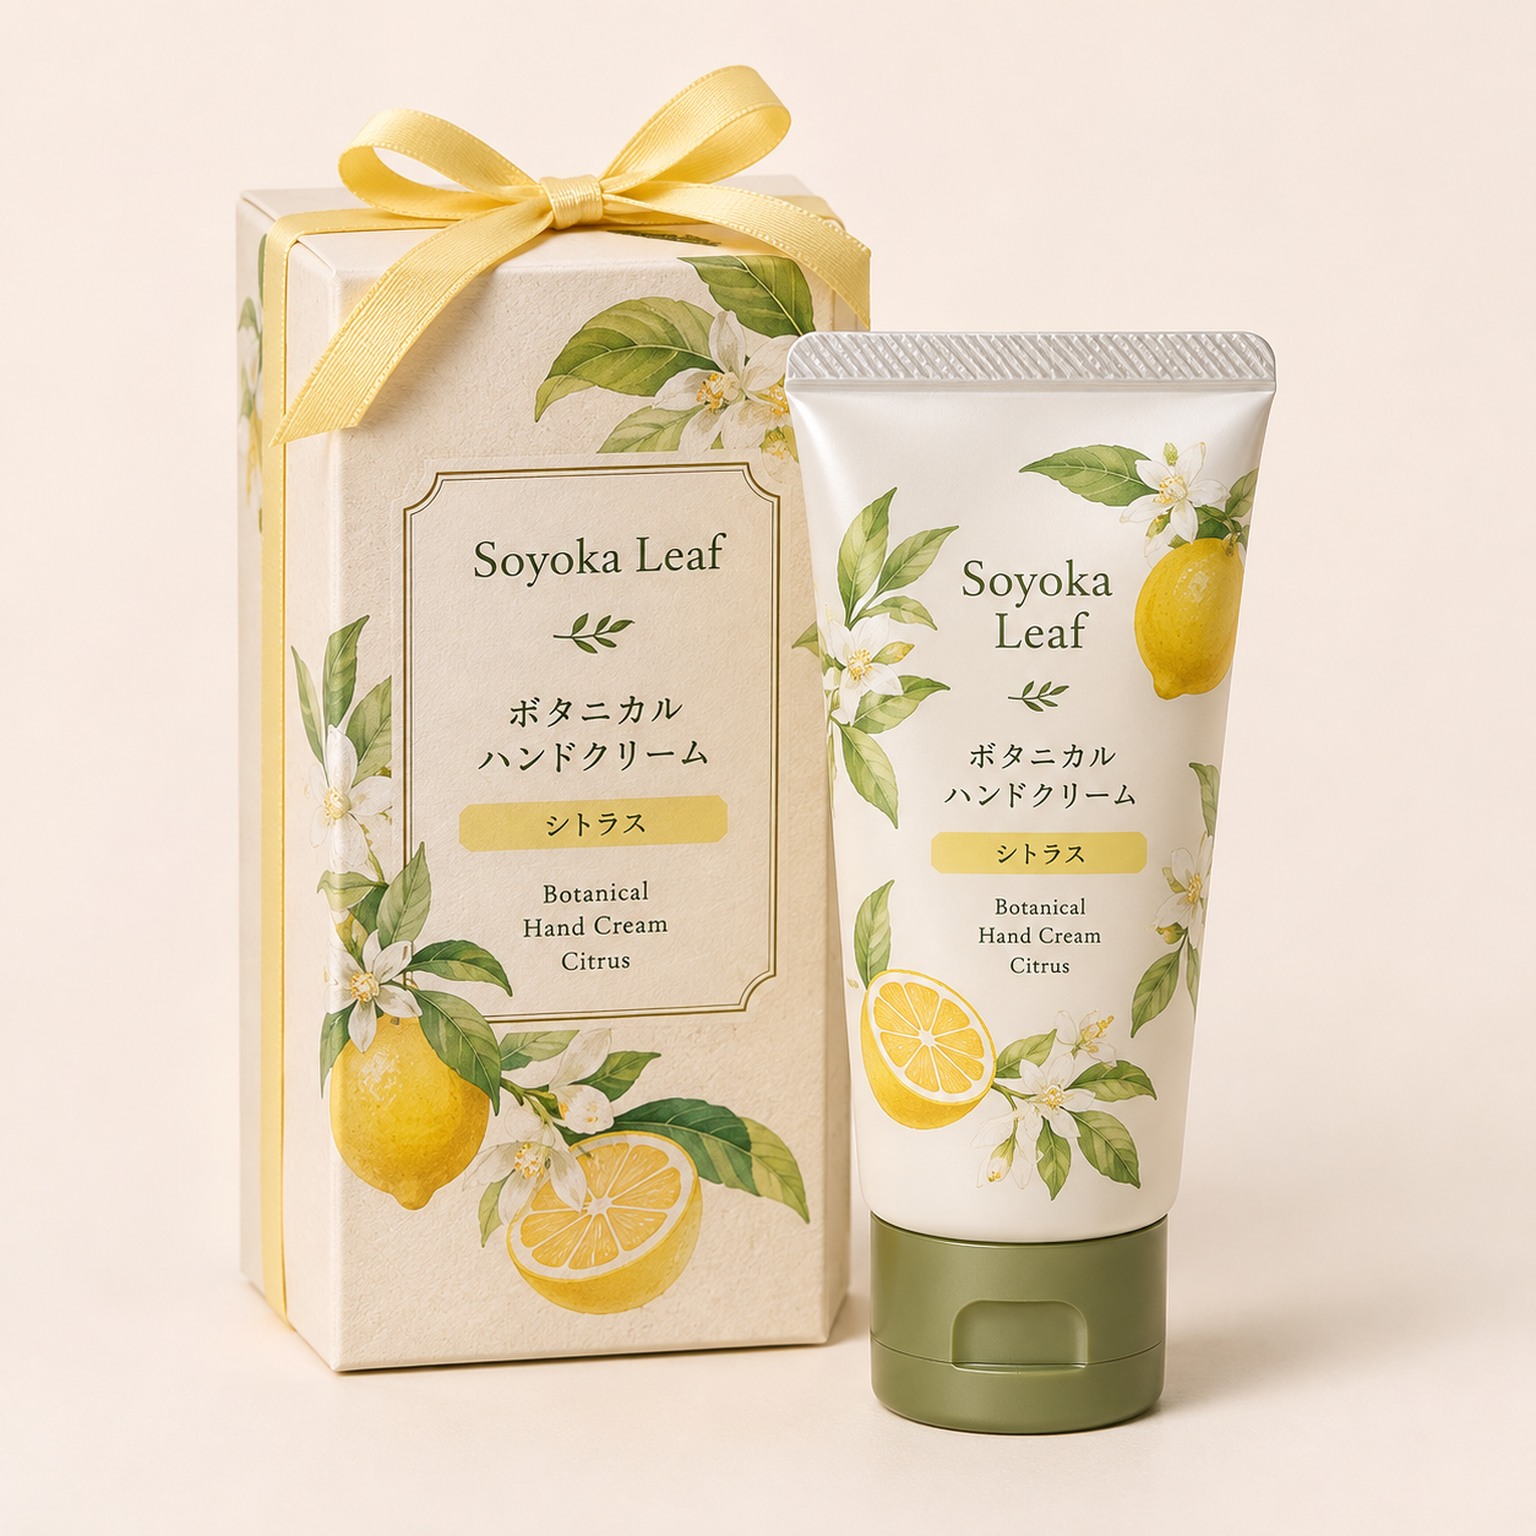 Soyoka Leaf
ボタニカル
ハンドクリーム
シトラス
Botanical
Hand Cream
Citrus
Soyoka
Leaf
ボタニカル
ハンドクリーム
シトラス
Botanical
Hand Cream
Citrus